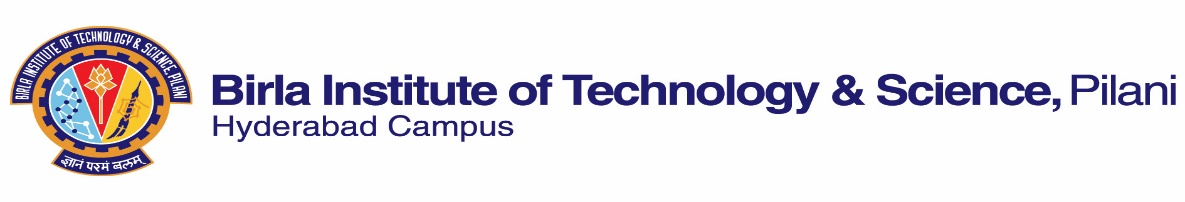 BIRLA INSTITUTE OF TECHNOLOGY & SCIENCE PILANI
Birla Institute of Technology & Science, Pilani
Hyderabad Campus
ज्ञानं परमं बलम्